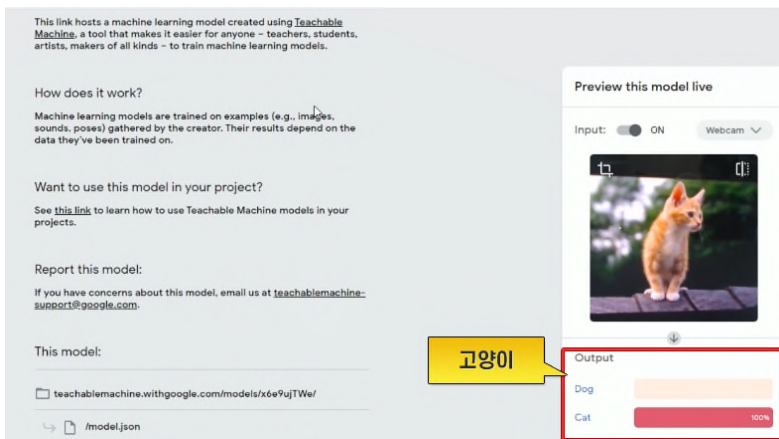 This link hosts a machine learning model created using Teachable
Machine, a tool that makes it easier for anyone – teachers, students,
artists, makers of all kinds – to train machine learning models.
How does it work?
Machine learning models are trained on examples (e.g., images,
sounds, poses) gathered by the creator. Their results depend on the
data they've been trained on.
Want to use this model in your project?
See this link to learn how to use Teachable Machine models in your
projects.
Report this model:
If you have concerns about this model, email us at teachablemachine-
support@google.com.
This model:
teachablemachine.withgoogle.com/models/x6e9ujTWe/
/model.json
Preview this model live
Input: ON Webcam
고양이
Output
Dog
Cat 100%